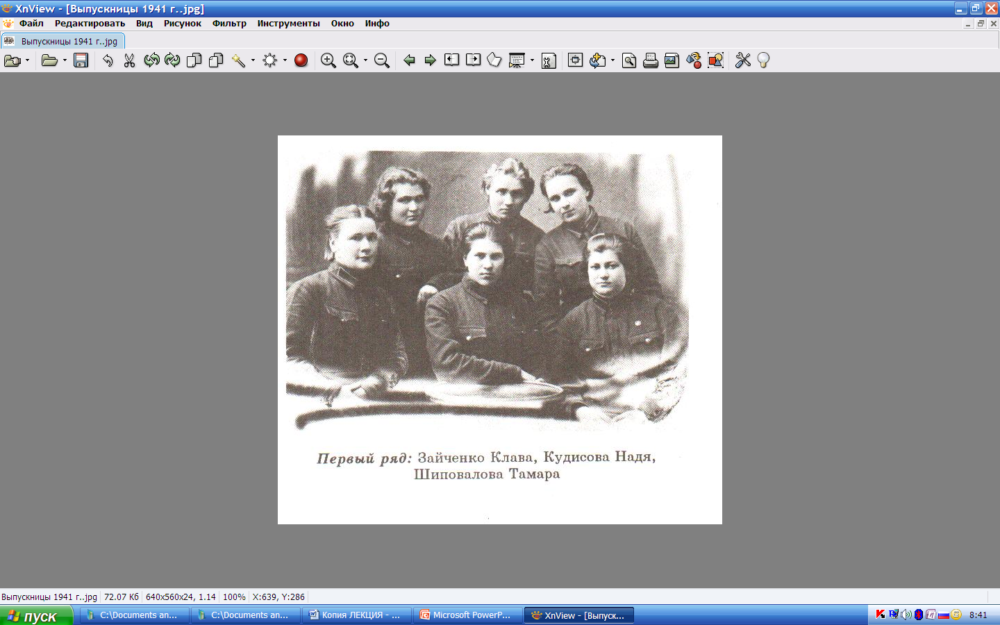 XnView - [Выпускницы 1941 г..jpg]
Файл Редактировать Вид Рисунок Фильтр Инструменты Окно Инфо
Выпускницы 1941 г..jpg
Первый ряд: Зайченко Клава, Кудисова Надя,
Шиповалова Тамара
Выпускницы 1941 г..jpg 72.07 Кб 640x560x24, 1.14 100% X:639, Y:286
пуск C:\Documents an... C:\Documents an... Копия ЛЕКЦИЯ - ... Microsoft PowerP... XnView - [Выпуск... 8:41